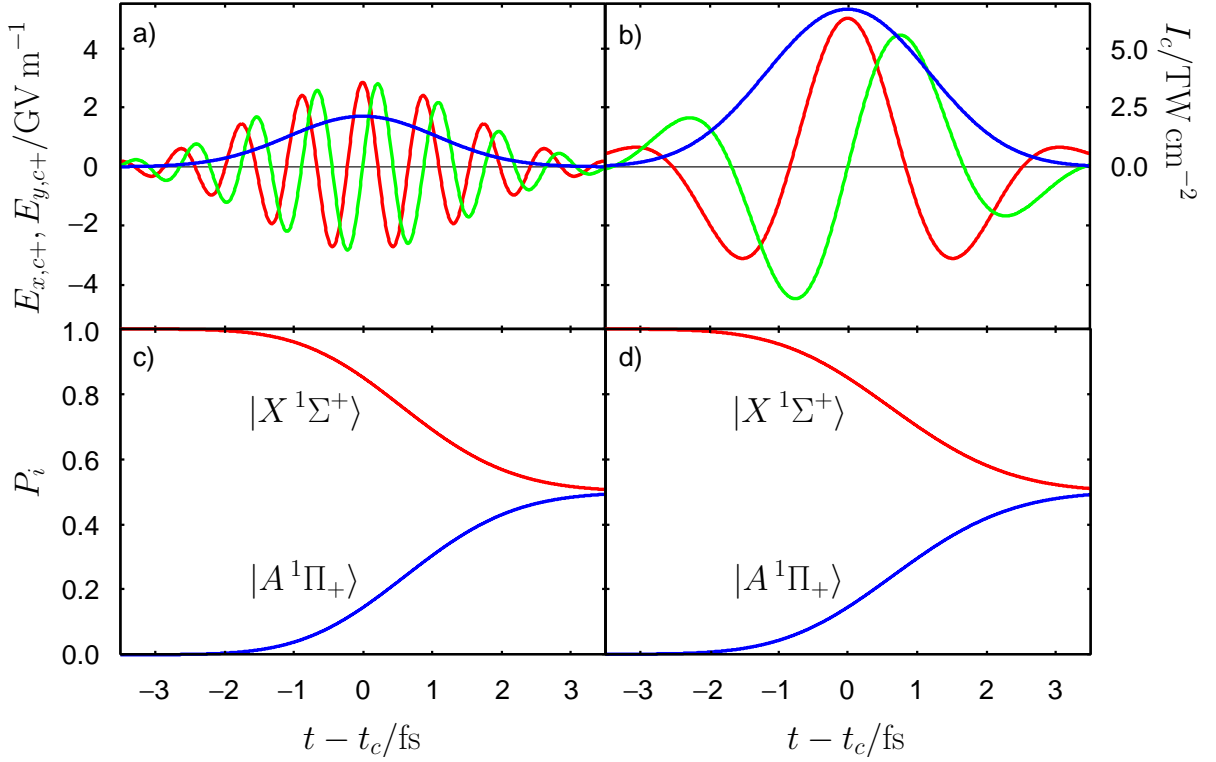 a)
b)
E_{x,c+}, E_{y,c+}/GV m^{−1}
4
2
0
−2
−4
5.0
2.5
0.0
I_c/TW cm^{−2}
c)
d)
P_i
1.0
0.8
0.6
0.4
0.2
0.0
|X ¹Σ⁺⟩
|X ¹Σ⁺⟩
|A ¹Π₊⟩
|A ¹Π₊⟩
−3 −2 −1 0 1 2 3
−3 −2 −1 0 1 2 3
t − t_c/fs
t − t_c/fs